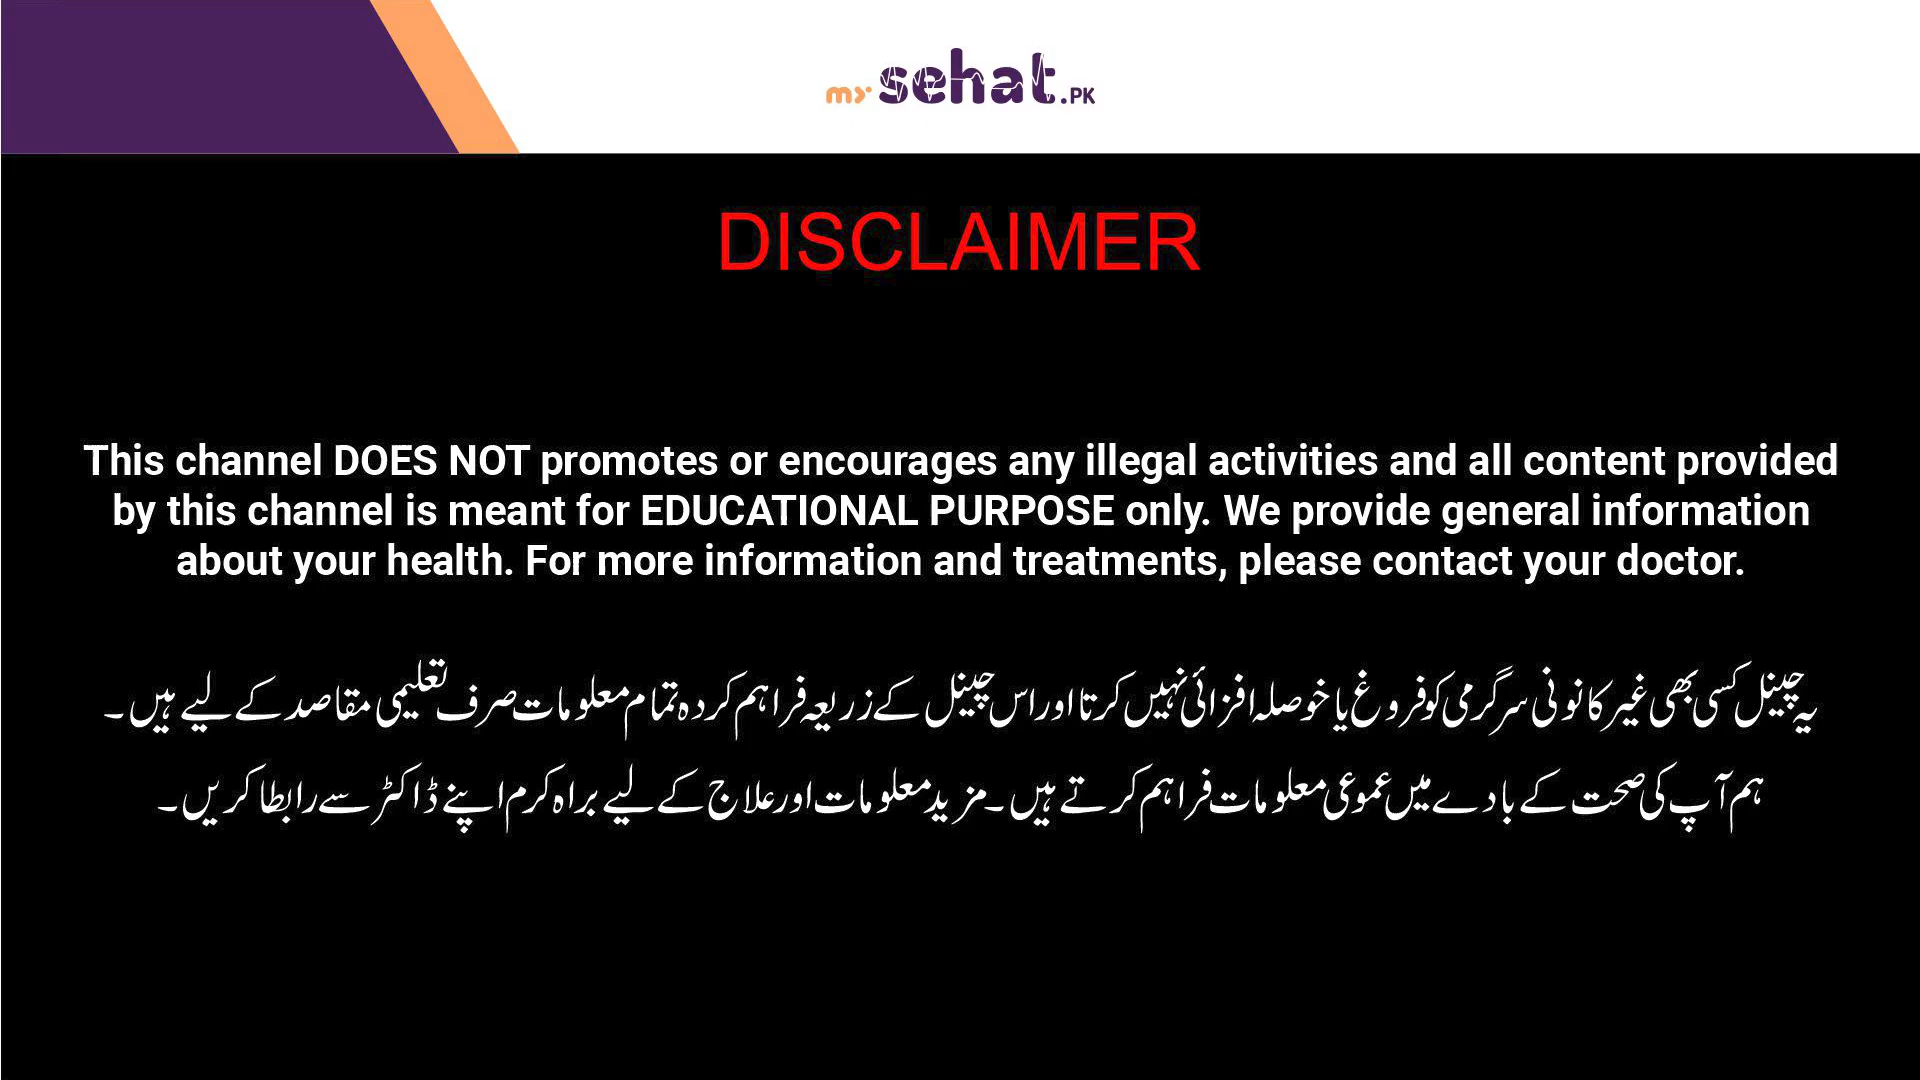 my sehat.PK
DISCLAIMER
This channel DOES NOT promotes or encourages any illegal activities and all content provided
by this channel is meant for EDUCATIONAL PURPOSE only. We provide general information
about your health. For more information and treatments, please contact your doctor.
یہ چینل کسی بھی غیر کانونی سرگرمی کو فروغ یا خوصلہ افزائی نہیں کرتا اور اس چینل کے زریعہ فراہم کردہ تمام معلومات صرف تعلیمی مقاصد کے لیے ہیں۔
ہم آپ کی صحت کے بادے میں عموعی معلومات فراہم کرتے ہیں۔ مزید معلومات اور علاج کے لیے براہ کرم اپنے ڈاکٹر سے رابطا کریں۔